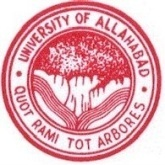 UNIVERSITY OF ALLAHABAD
QUOT RAMI TOT ARBORES